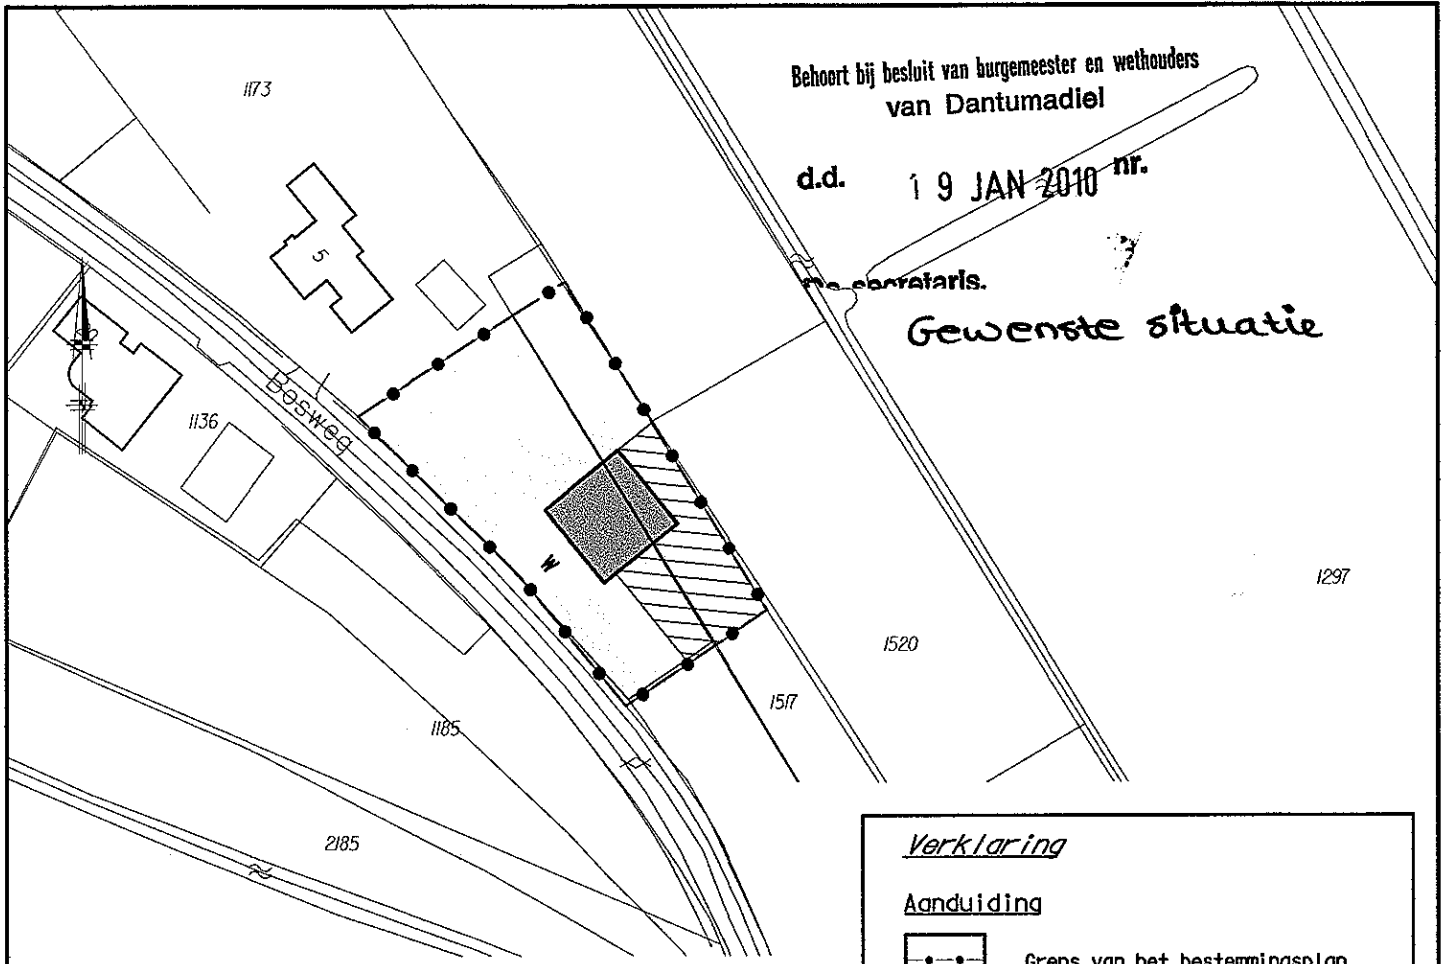 1173
Behoort bij besluit van burgemeester en wethouders
van Dantumadiel
d.d. 19 JAN 2010 nr.
secretaris.
Gewenste situatie
5
Bosweg
1136
W
1297
1520
1517
1185
2185
Verklaring
Aanduiding
Grens van het bestemmingsplan